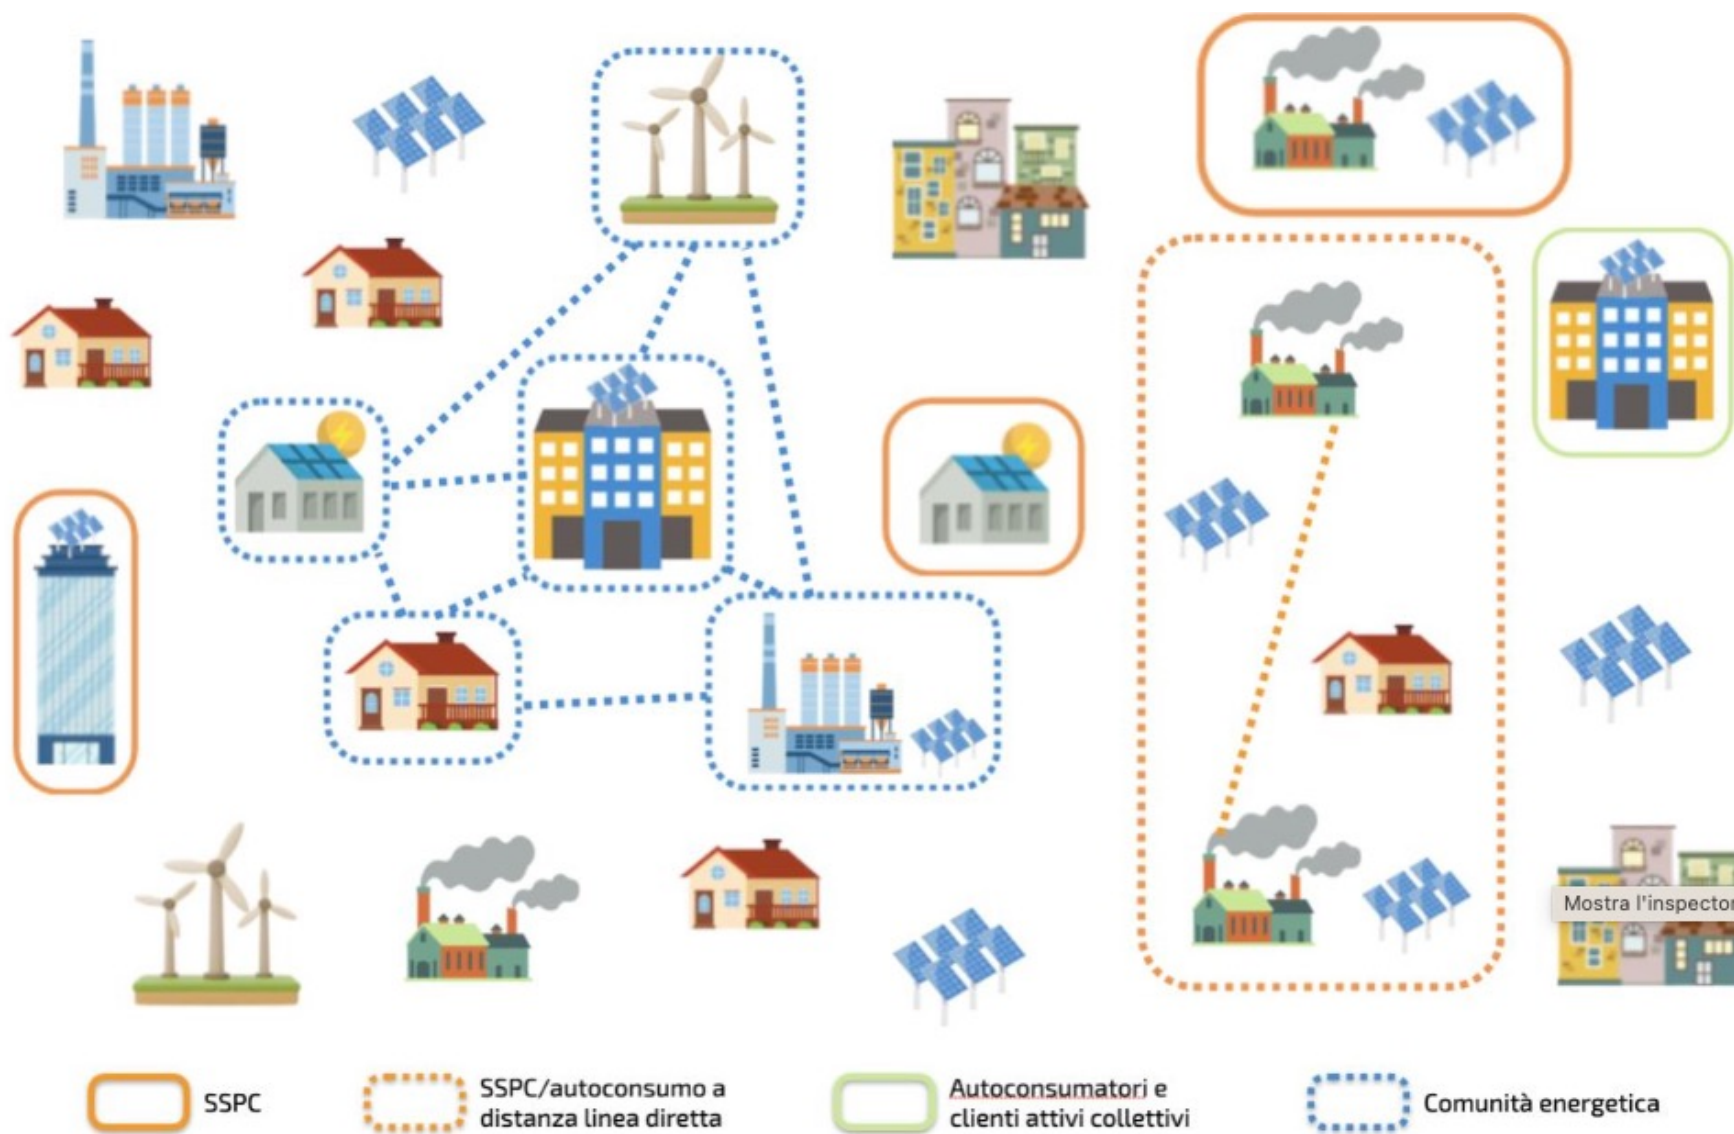 Mostra l'inspector
SSPC
SSPC/autoconsumo a
distanza linea diretta
Autoconsumatori e
clienti attivi collettivi
Comunità energetica